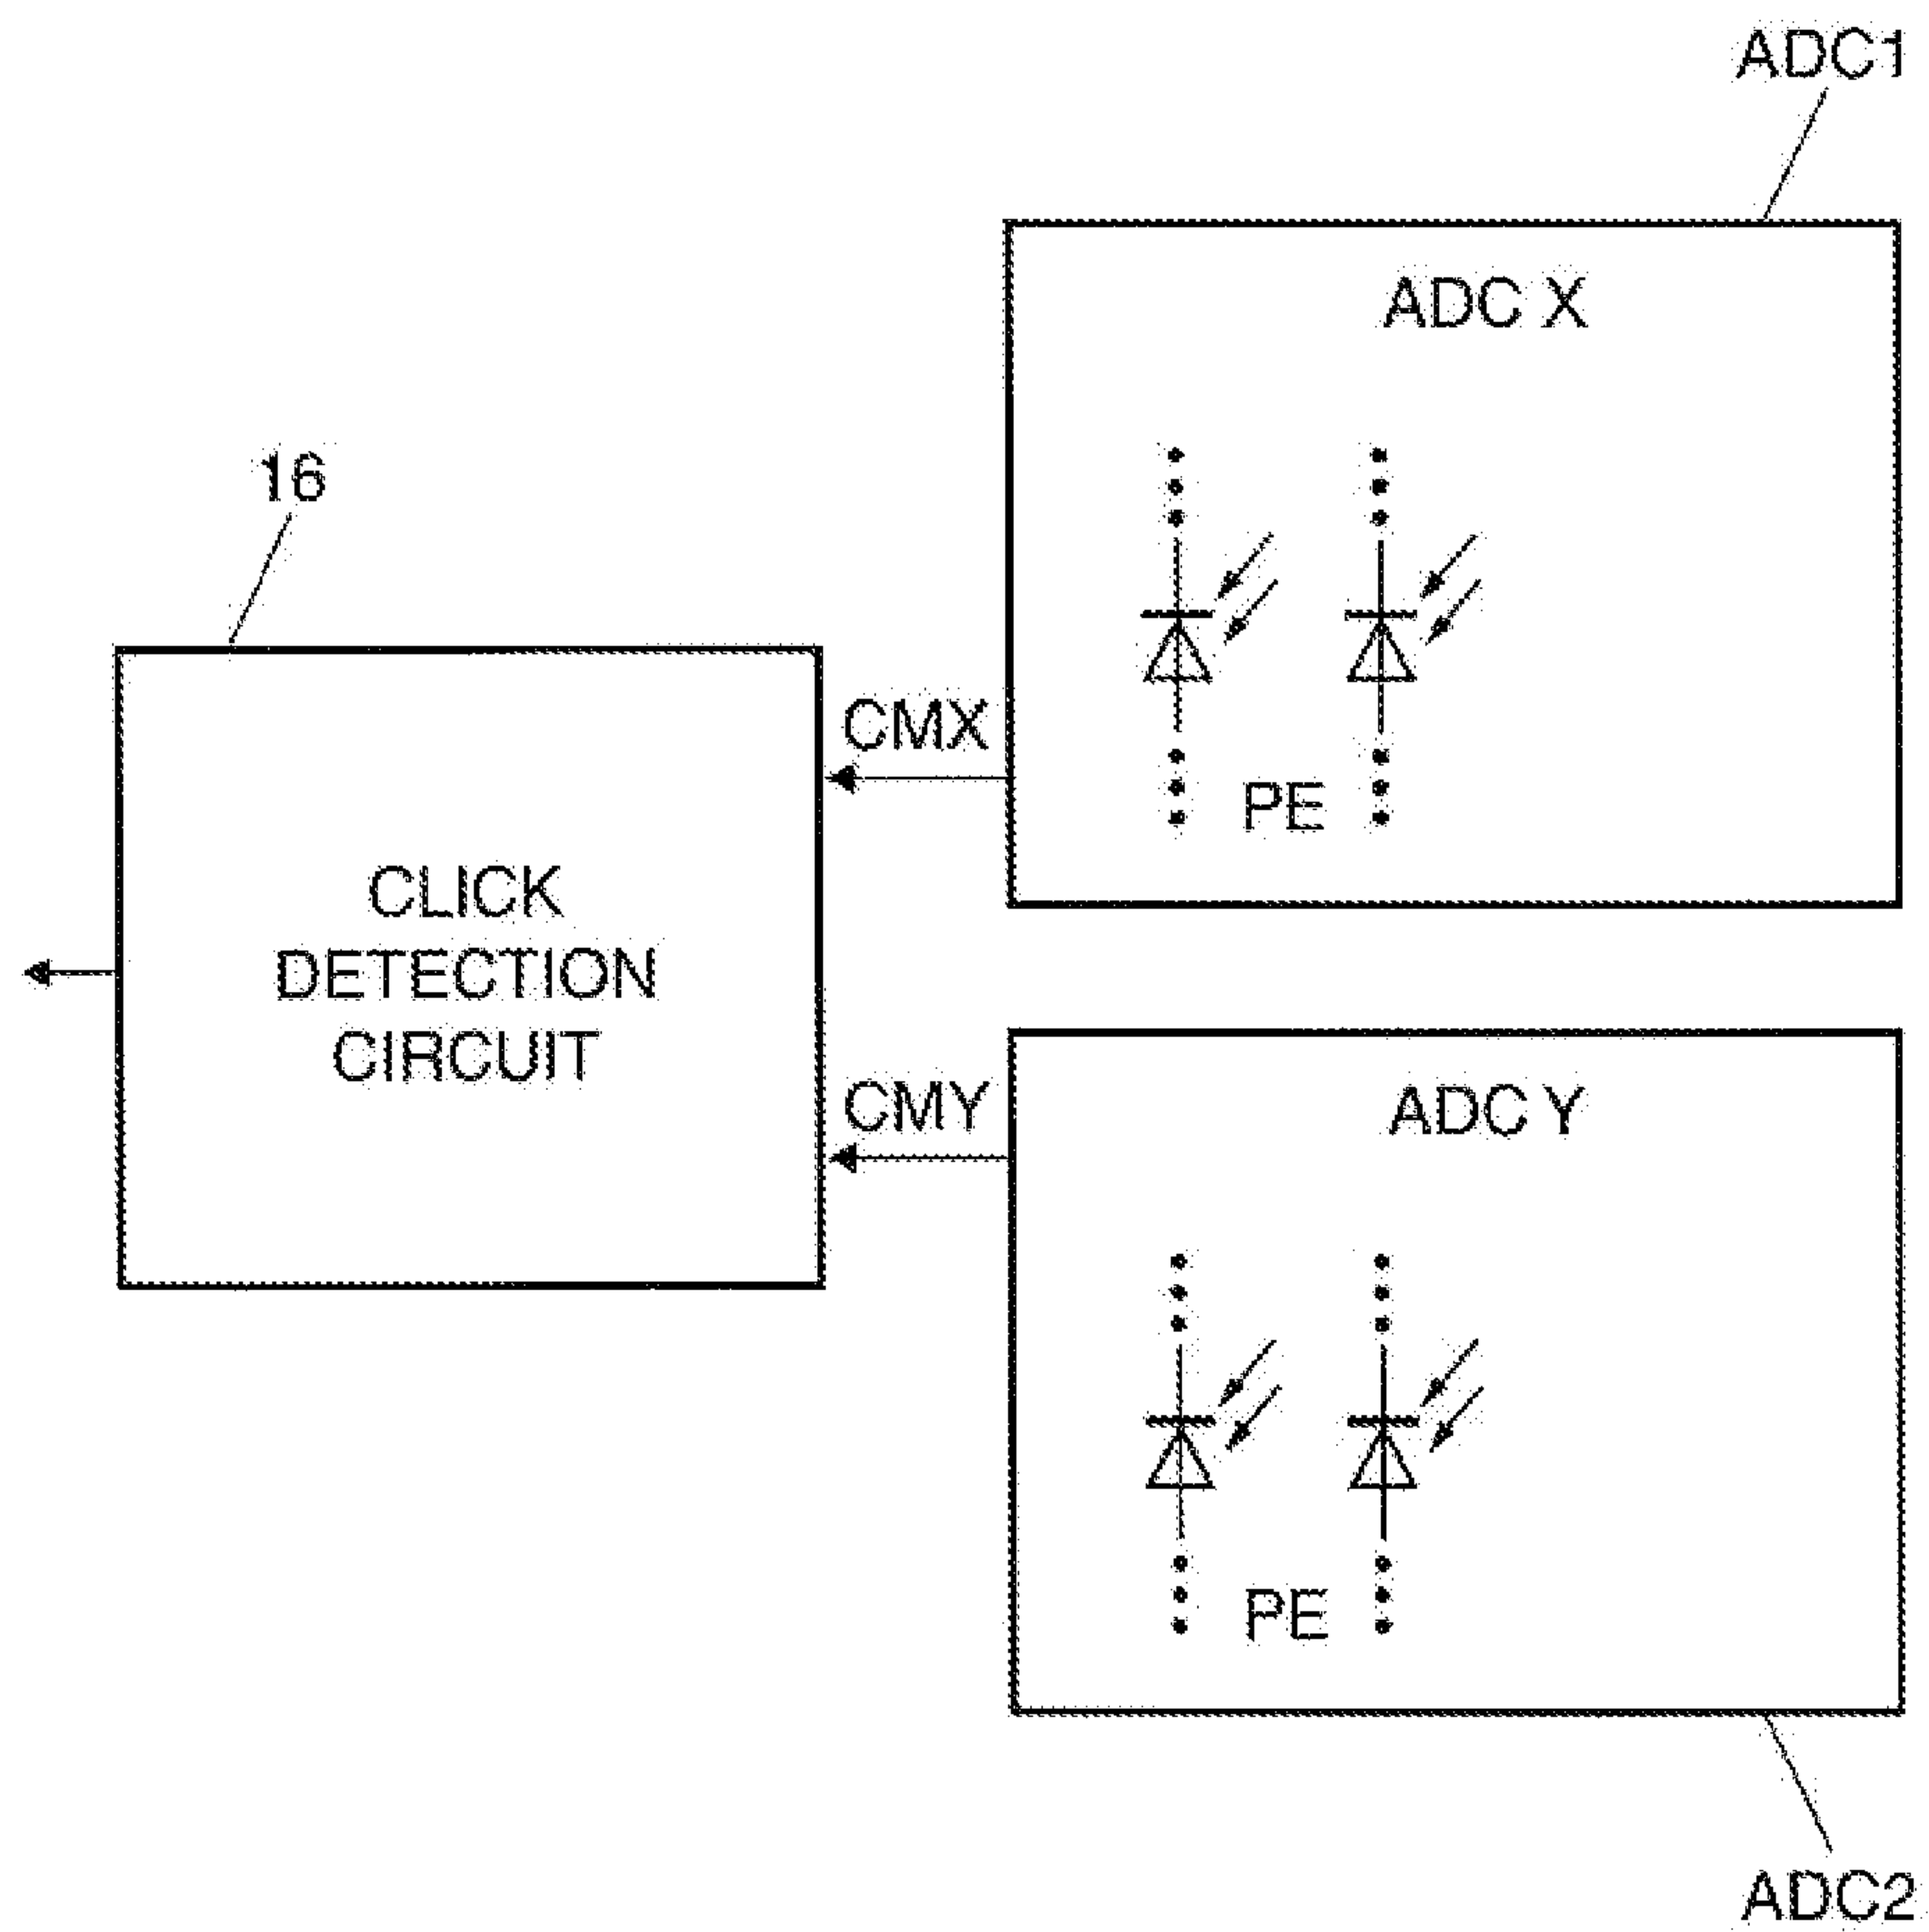 ADC1
ADC X
16
CMX
PE
CLICK
DETECTION
CIRCUIT
CMY
ADC Y
PE
ADC2